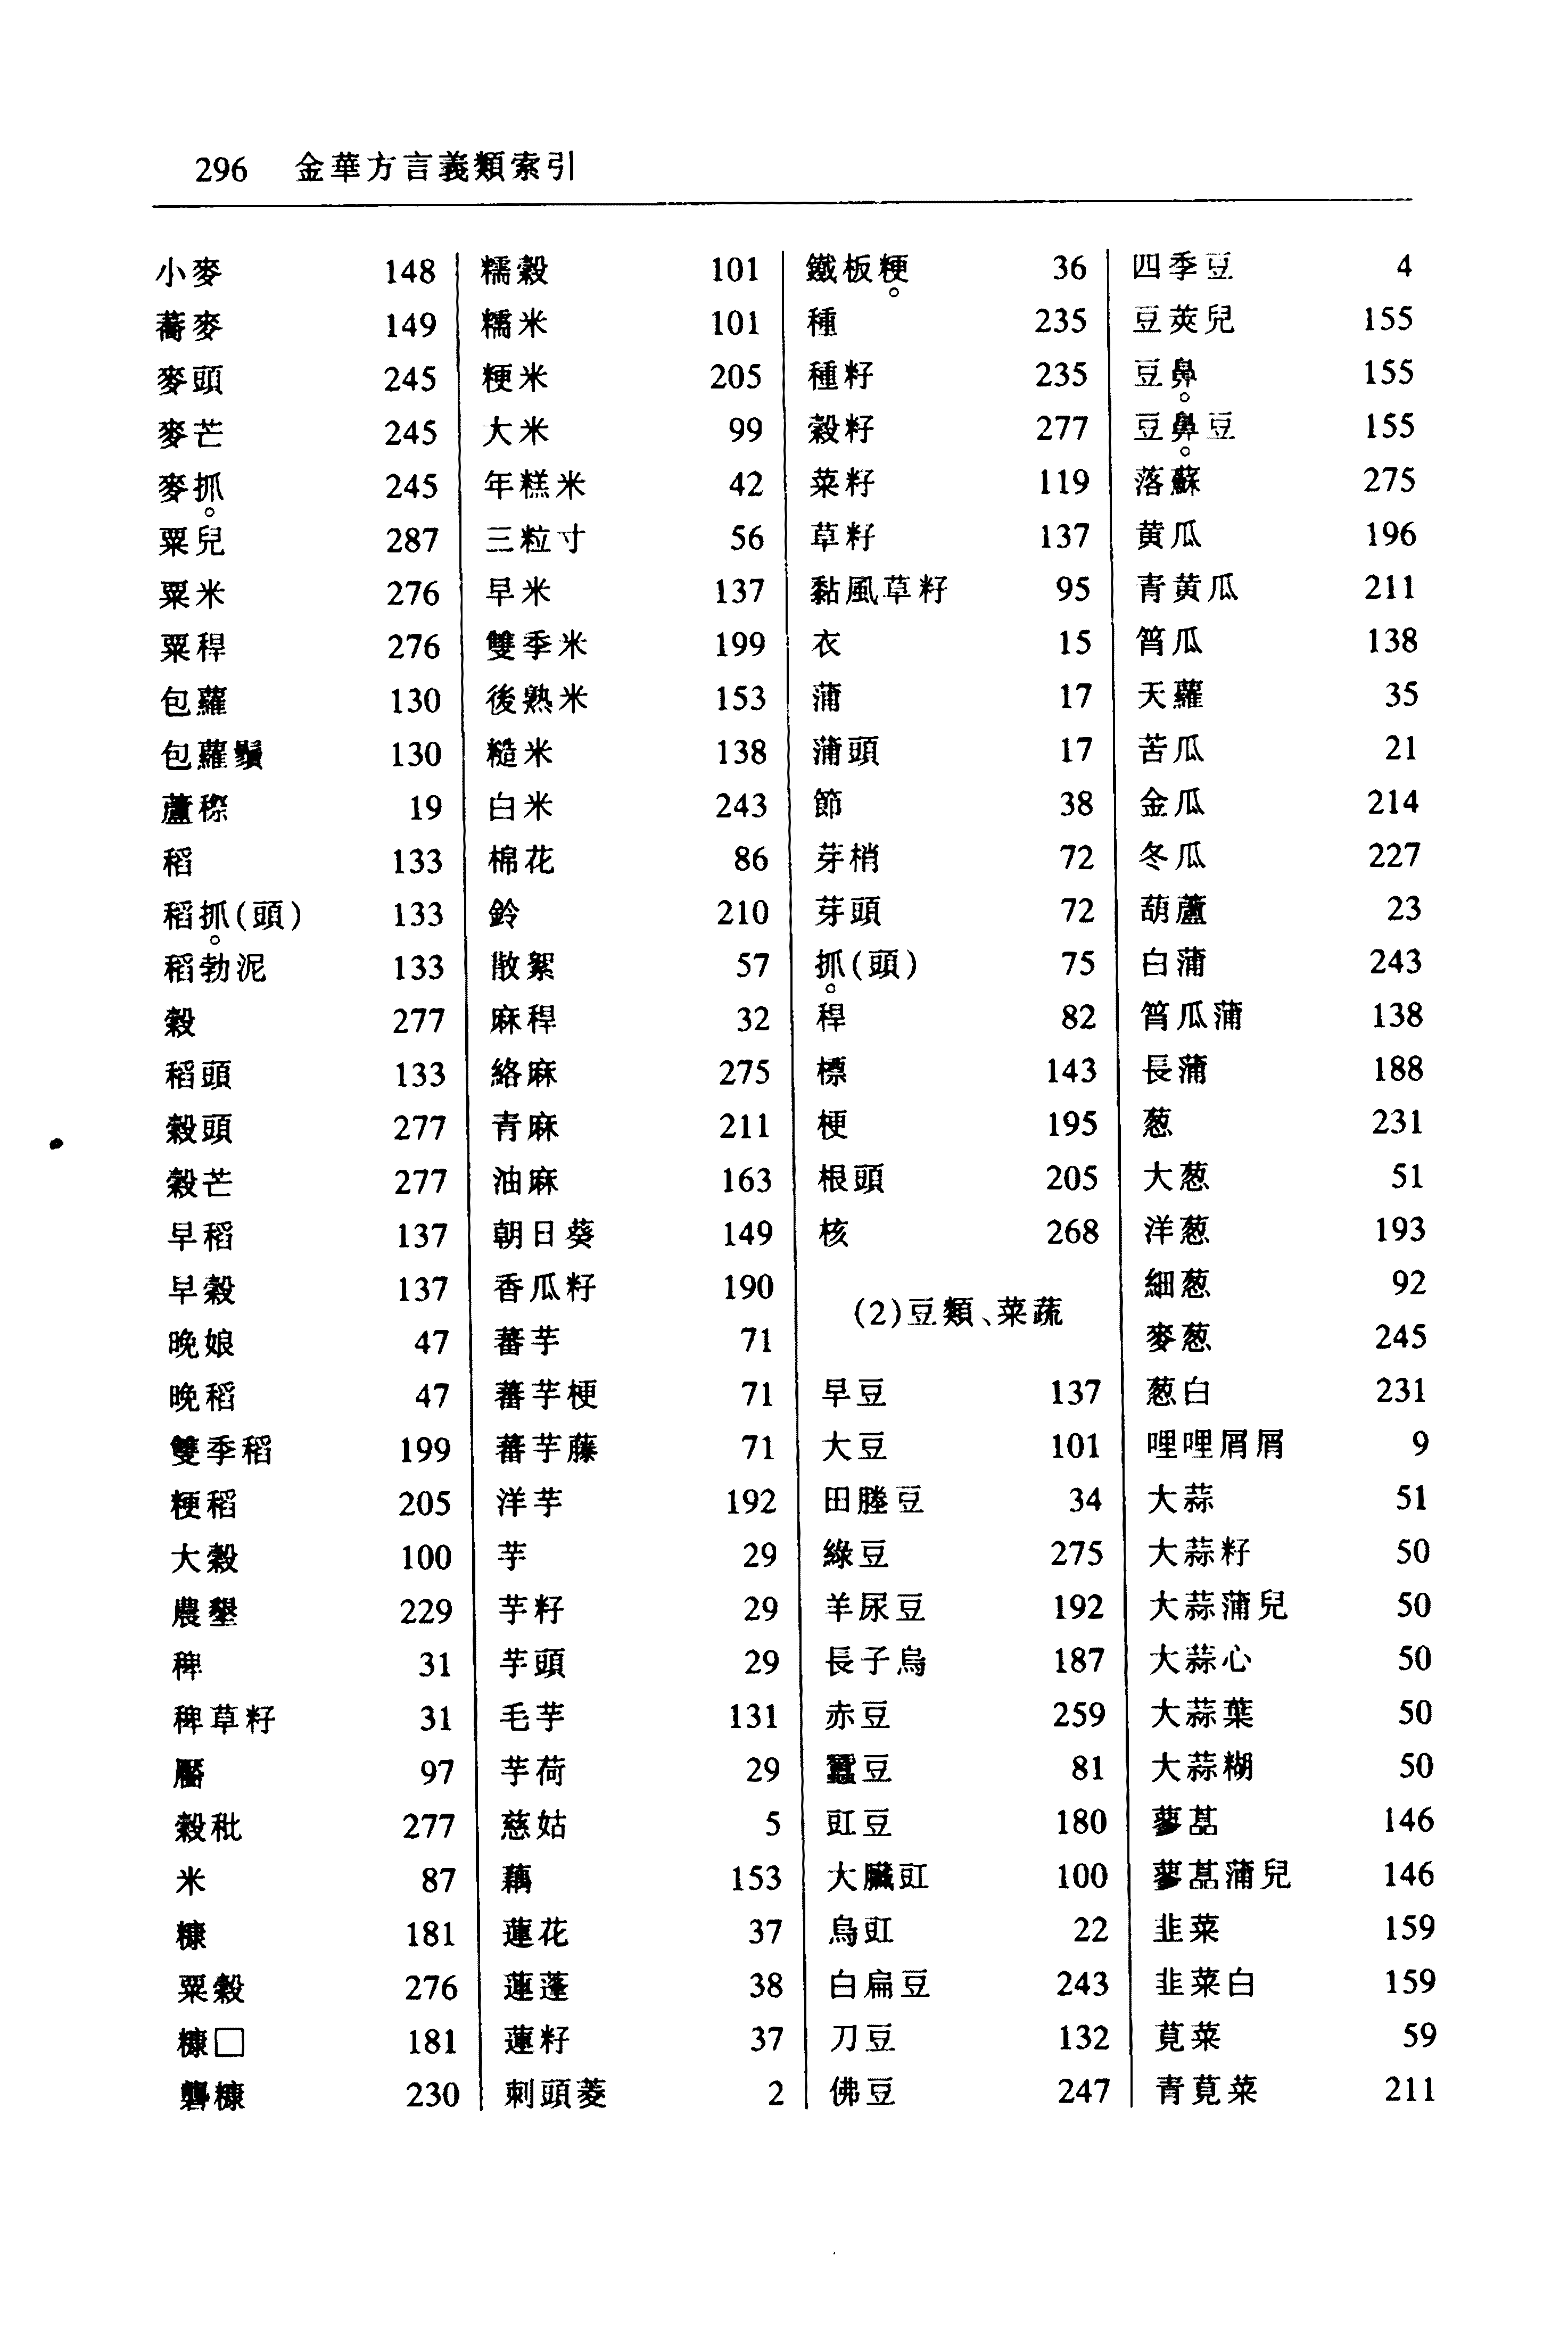 296 金華方言義類索引
小麥 148
蕎麥 149
麥頭 245
麥芒 245
麥抓。 245
粟兒 287
粟米 276
粟稈 276
包蘿 130
包蘿鬚 130
蘆穄 19
稻 133
稻抓。(頭) 133
稻勃泥 133
穀 277
稻頭 133
穀頭 277
穀芒 277
早稻 137
早穀 137
晚娘 47
晚稻 47
雙季稻 199
粳稻 205
大穀 100
農墾 229
稗 31
稗草籽 31
97
穀秕 277
米 87
糠 181
粟穀 276
糠□ 181
礱糠 230
糯穀 101
糯米 101
粳米 205
大米 99
年糕米 42
三粒寸 56
早米 137
雙季米 199
後熟米 153
糙米 138
白米 243
棉花 86
鈴 210
散絮 57
麻稈 32
絡麻 275
青麻 211
油麻 163
朝日葵 149
香瓜籽 190
蕃芋 71
蕃芋梗 71
蕃芋藤 71
洋芋 192
芋 29
芋籽 29
芋頭 29
毛芋 131
芋荷 29
慈姑 5
藕 153
蓮花 37
蓮蓬 38
蓮籽 37
刺頭菱 2
鐵板粳。 36
種 235
種籽 235
穀籽 277
菜籽 119
草籽 137
黏風草籽 95
衣 15
蒲 17
蒲頭 17
節 38
芽梢 72
芽頭 72
抓。(頭) 75
稈 82
標 143
梗 195
根頭 205
核 268
(2)豆類、菜蔬
早豆 137
大豆 101
田塍豆 34
綠豆 275
羊尿豆 192
長子烏 187
赤豆 259
蠶豆 81
豇豆 180
大臟豇 100
烏豇 22
白扁豆 243
刀豆 132
佛豆 247
四季豆 4
豆莢兒 155
豆鼻。 155
豆鼻。豆 155
落蘇 275
黄瓜 196
青黄瓜 211
筲瓜 138
天蘿 35
苦瓜 21
金瓜 214
冬瓜 227
葫蘆 23
白蒲 243
筲瓜蒲 138
長蒲 188
葱 231
大葱 51
洋葱 193
細葱 92
麥葱 245
葱白 231
哩哩屑屑 9
大蒜 51
大蒜籽 50
大蒜蒲兒 50
大蒜心 50
大蒜葉 50
大蒜糊 50
蓼萵 146
蓼萵蒲兒 146
韭菜 159
韭菜白 159
莧菜 59
青莧菜 211